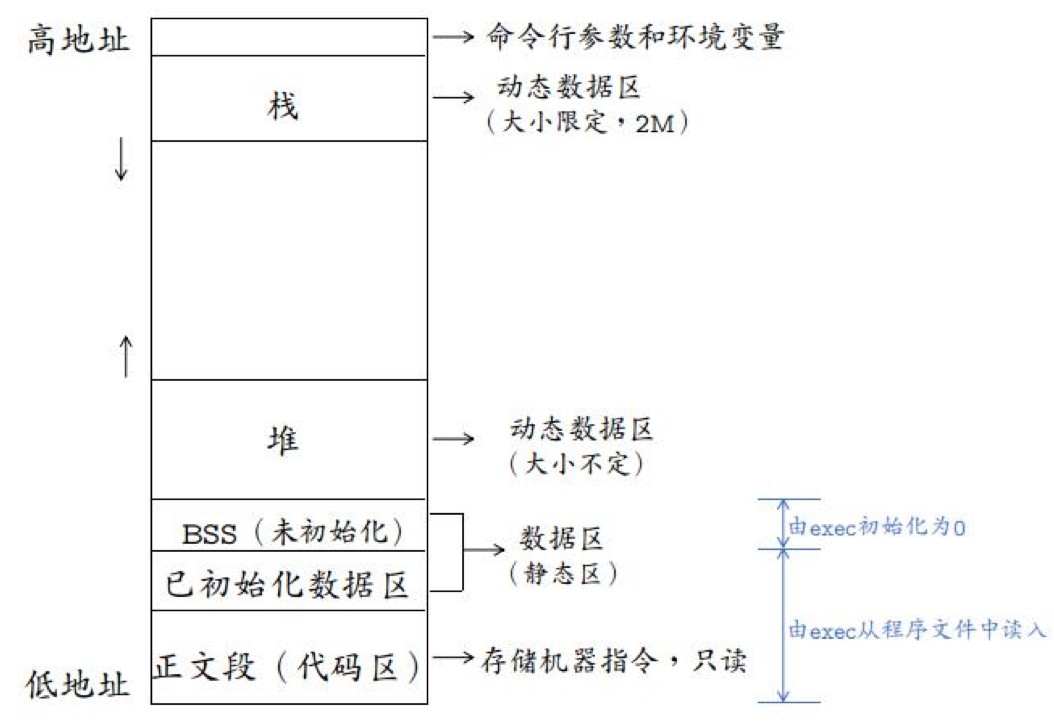 高地址
命令行参数和环境变量
栈
动态数据区
（大小限定，2M）
堆
动态数据区
（大小不定）
BSS（未初始化）
已初始化数据区
数据区
（静态区）
由exec初始化为0
由exec从程序文件中读入
低地址
正文段（代码区）
存储机器指令，只读